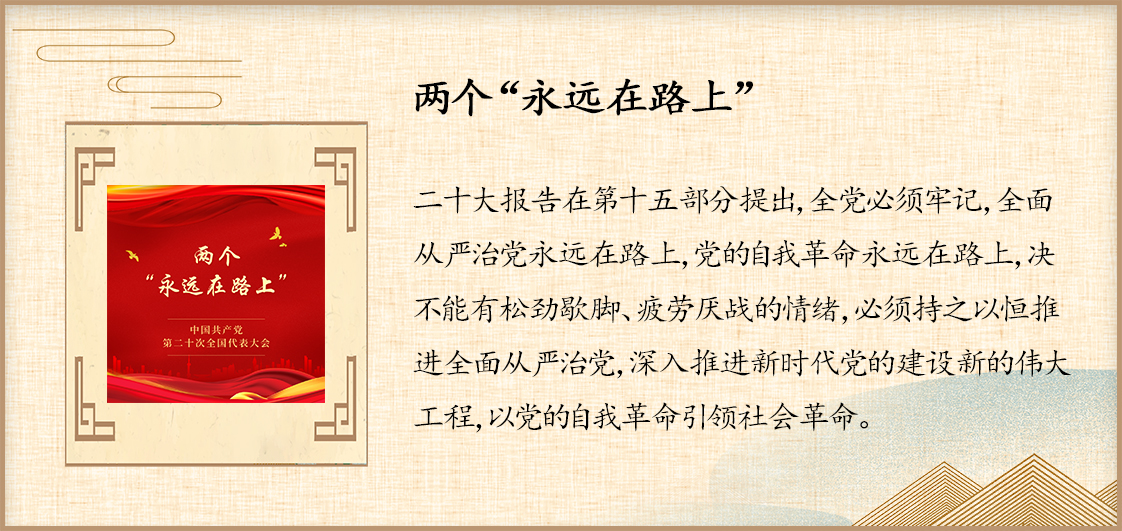 两个
“永远在路上”
中国共产党
第二十次全国代表大会
两个“永远在路上”
二十大报告在第十五部分提出,全党必须牢记,全面
从严治党永远在路上,党的自我革命永远在路上,决
不能有松劲歇脚、疲劳厌战的情绪,必须持之以恒推
进全面从严治党,深入推进新时代党的建设新的伟大
工程,以党的自我革命引领社会革命。